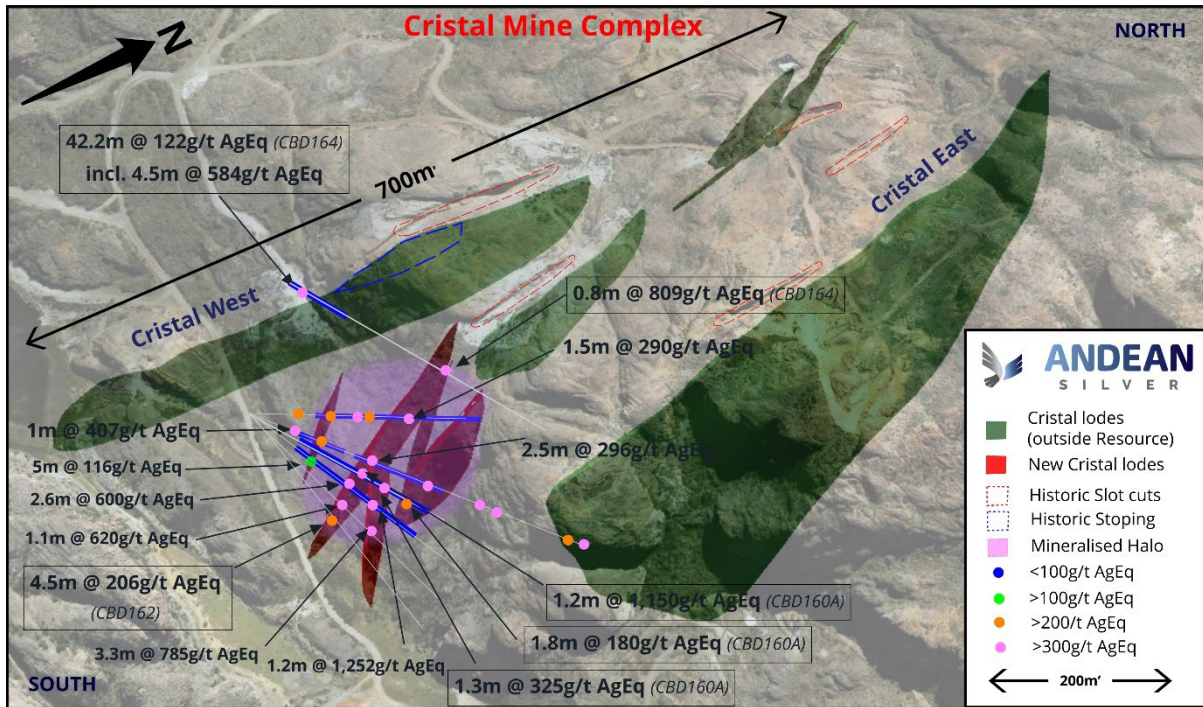 Cristal Mine Complex
N
NORTH
42.2m @ 122g/t AgEq (CBD164)
incl. 4.5m @ 584g/t AgEq
700m'
Cristal East
Cristal West
0.8m @ 809g/t AgEq (CBD164)
1.5m @ 290g/t AgEq
1m @ 407g/t AgEq
2.5m @ 296g/t AgEq
5m @ 116g/t AgEq
2.6m @ 600g/t AgEq
1.1m @ 620g/t AgEq
4.5m @ 206g/t AgEq
(CBD162)
1.2m @ 1,150g/t AgEq (CBD160A)
1.8m @ 180g/t AgEq (CBD160A)
3.3m @ 785g/t AgEq
1.2m @ 1,252g/t AgEq
1.3m @ 325g/t AgEq (CBD160A)
SOUTH
ANDEAN
SILVER
Cristal lodes
(outside Resource)
New Cristal lodes
Historic Slot cuts
Historic Stoping
Mineralised Halo
<100g/t AgEq
>100g/t AgEq
>200/t AgEq
>300g/t AgEq
200m'